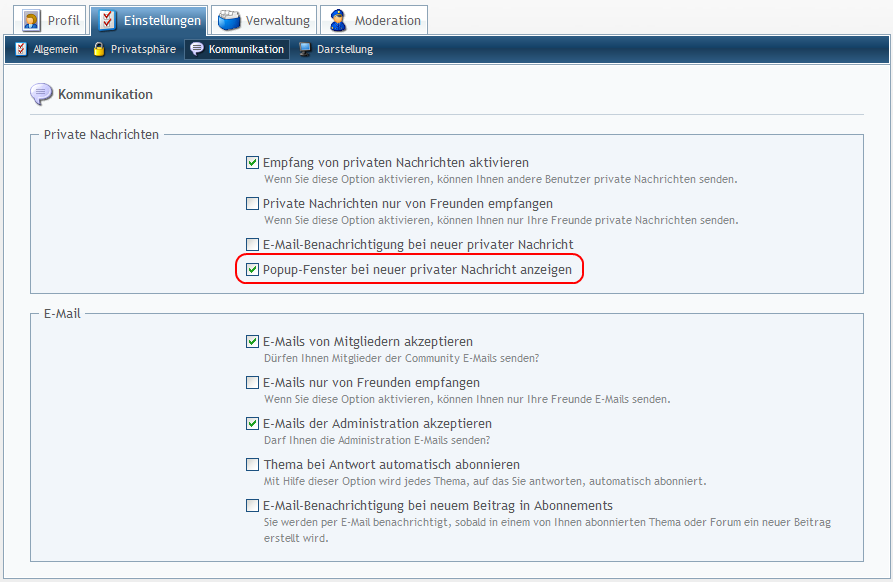 Profil Einstellungen Verwaltung Moderation
Allgemein Privatsphäre Kommunikation Darstellung
Kommunikation
Private Nachrichten
Empfang von privaten Nachrichten aktivieren
Wenn Sie diese Option aktivieren, können Ihnen andere Benutzer private Nachrichten senden.
Private Nachrichten nur von Freunden empfangen
Wenn Sie diese Option aktivieren, können Ihnen nur Ihre Freunde private Nachrichten senden.
E-Mail-Benachrichtigung bei neuer privater Nachricht
Popup-Fenster bei neuer privater Nachricht anzeigen
E-Mail
E-Mails von Mitgliedern akzeptieren
Dürfen Ihnen Mitglieder der Community E-Mails senden?
E-Mails nur von Freunden empfangen
Wenn Sie diese Option aktivieren, können Ihnen nur Ihre Freunde E-Mails senden.
E-Mails der Administration akzeptieren
Darf Ihnen die Administration E-Mails senden?
Thema bei Antwort automatisch abonnieren
Mit Hilfe dieser Option wird jedes Thema, auf das Sie antworten, automatisch abonniert.
E-Mail-Benachrichtigung bei neuem Beitrag in Abonnements
Sie werden per E-Mail benachrichtigt, sobald in einem von Ihnen abonnierten Thema oder Forum ein neuer Beitrag
erstellt wird.